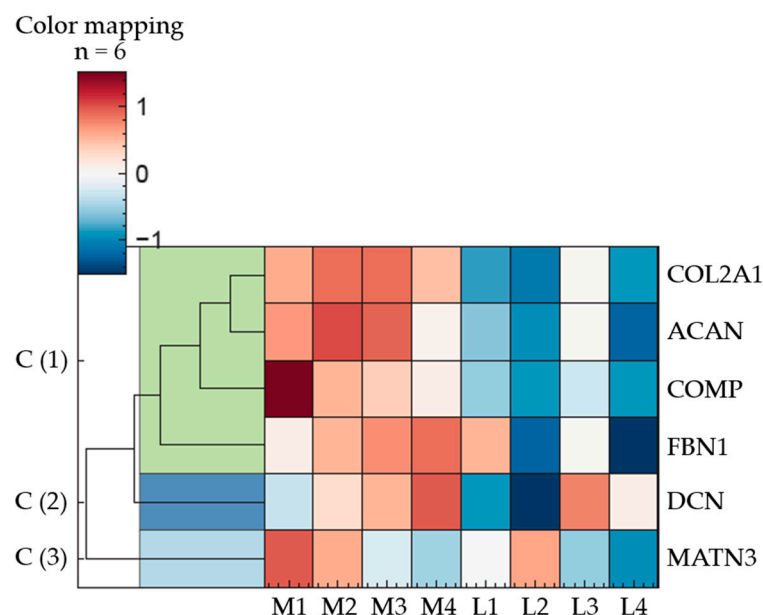 Color mapping
n = 6
1
0
−1
COL2A1
ACAN
C (1)
COMP
FBN1
C (2)
DCN
C (3)
MATN3
M1 M2 M3 M4 L1 L2 L3 L4